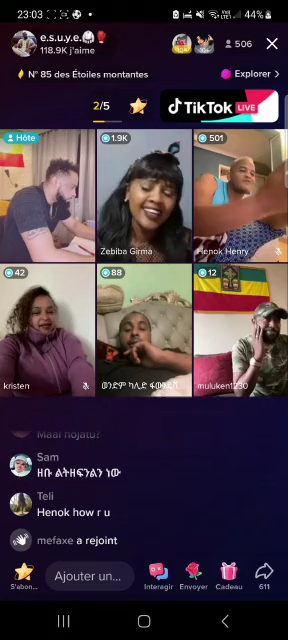 23:03
44%
e.s.u.y.e.
118.9K j'aime
506
N° 85 des Étoiles montantes
Explorer >
2/5
TikTok LIVE
Hôte
1.9K
501
Zebiba Girma
Henok Henry
42
88
12
kristen
ወንድም ካሊድ
muluken1230
Maal hojatu?
Sam
ዘቡ ልትዘፍንልን ነው
Teli
Henok how r u
mefaxe a rejoint
S'abon...
Ajouter un...
Interagir
Envoyer
Cadeau
611